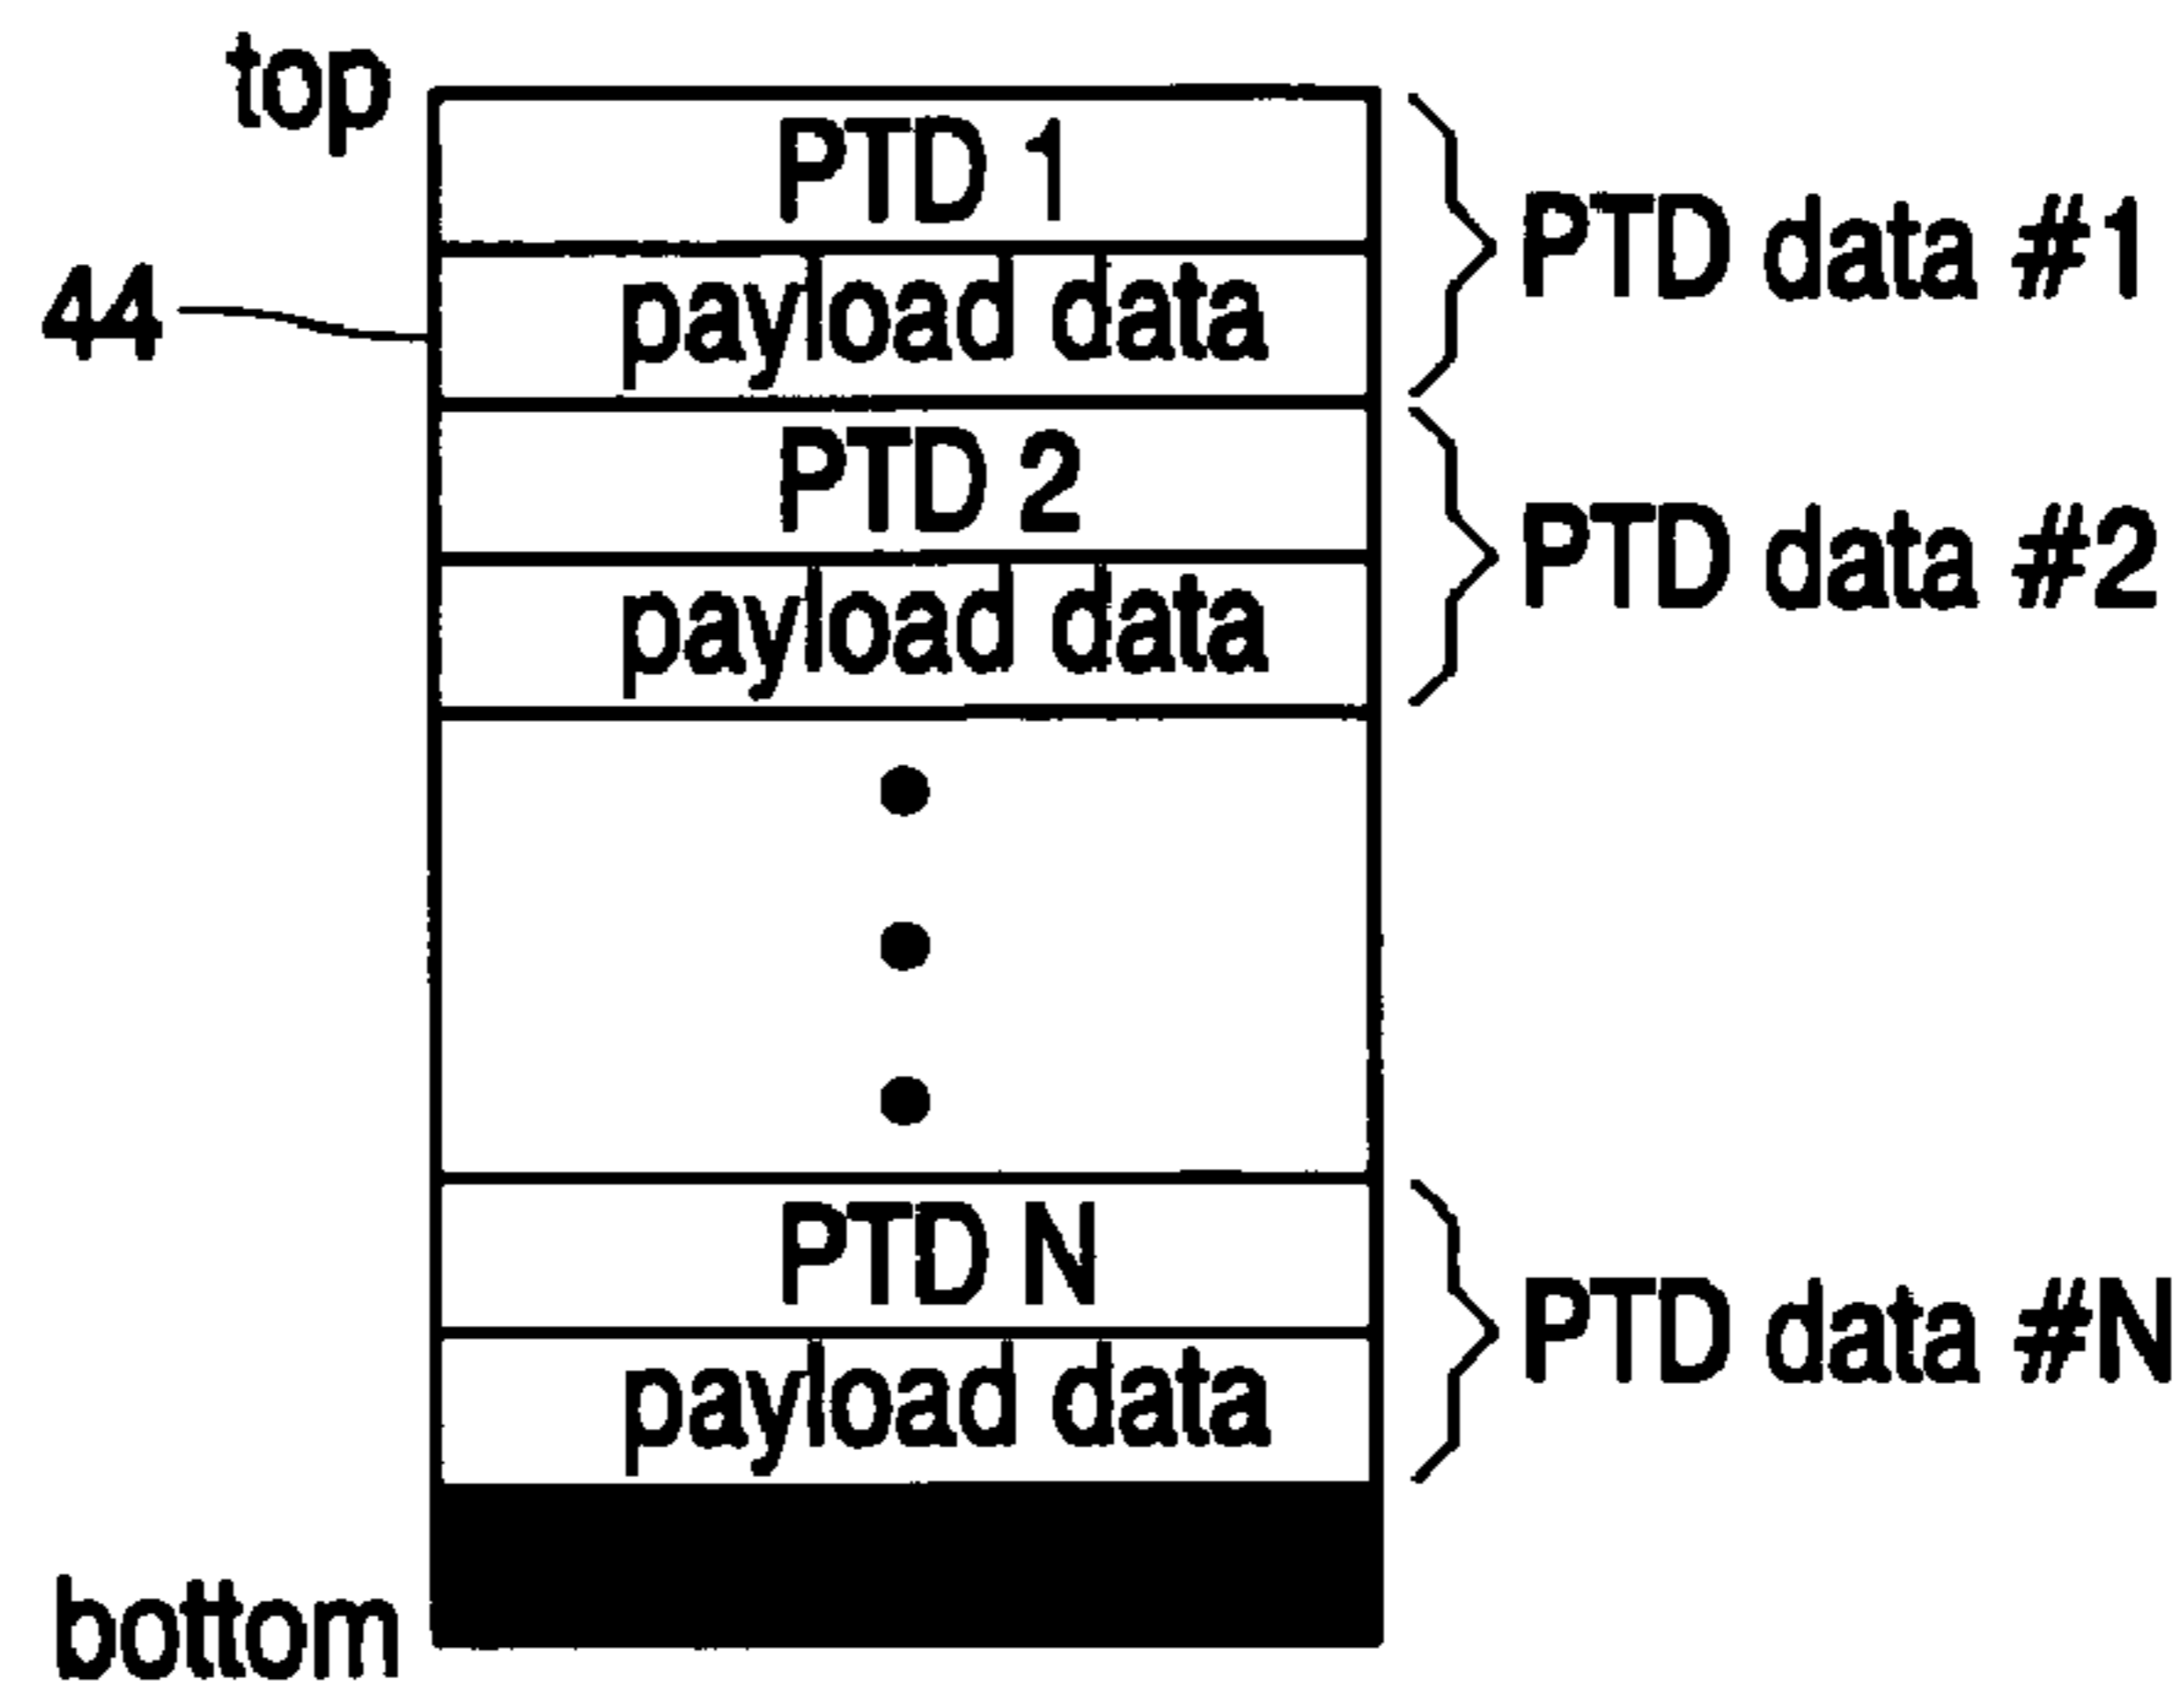 top
PTD 1
PTD data #1
44
payload data
PTD 2
PTD data #2
payload data
PTD N
PTD data #N
payload data
bottom